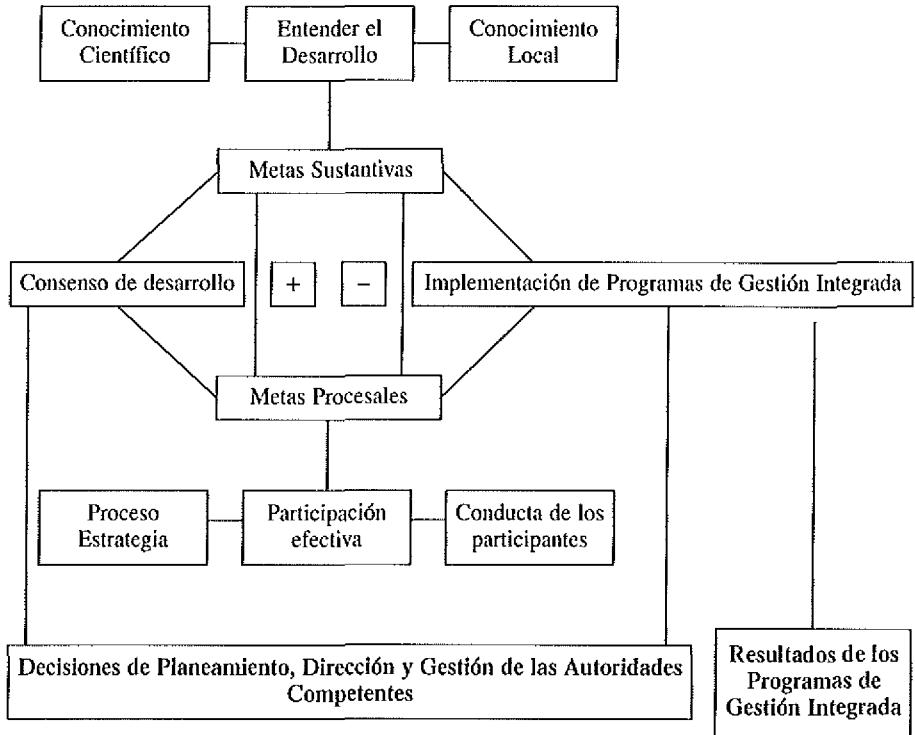 Conocimiento
Científico
Entender el
Desarrollo
Conocimiento
Local
Metas Sustantivas
Consenso de desarrollo
+
−
Implementación de Programas de Gestión Integrada
Metas Procesales
Proceso
Estrategia
Participación
efectiva
Conducta de los
participantes
Decisiones de Planeamiento, Dirección y Gestión de las Autoridades
Competentes
Resultados de los
Programas de
Gestión Integrada